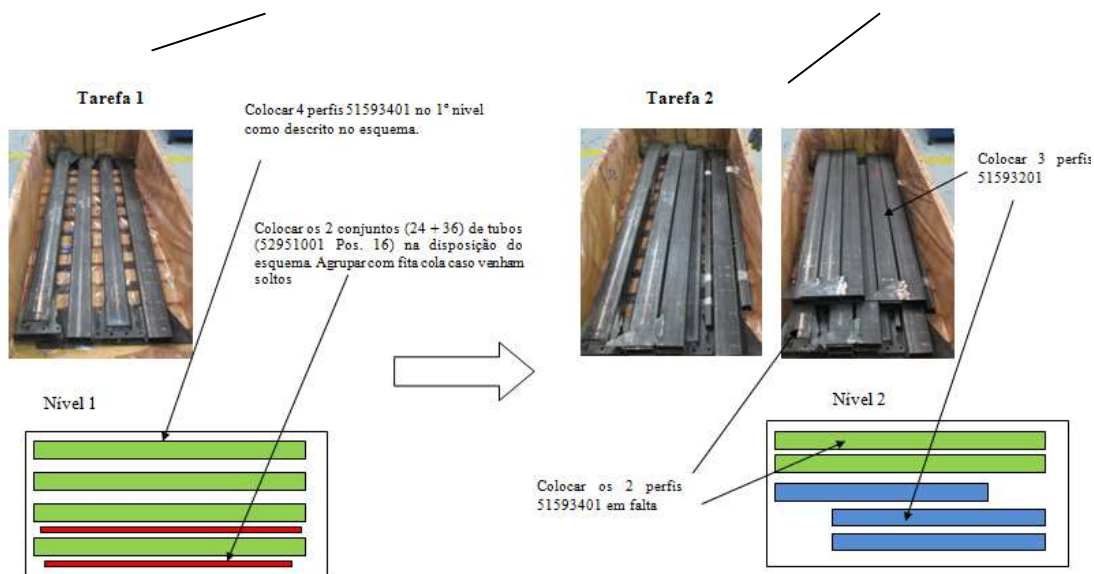 Tarefa 1
Colocar 4 perfis 51593401 no 1º nivel
como descrito no esquema.
Colocar os 2 conjuntos (24 + 36) de tubos
(52951001 Pos. 16) na disposição do
esquema. Agrupar com fita cola caso venham
soltos
Nível 1
Tarefa 2
Colocar 3 perfis
51593201
Nível 2
Colocar os 2 perfis
51593401 em falta